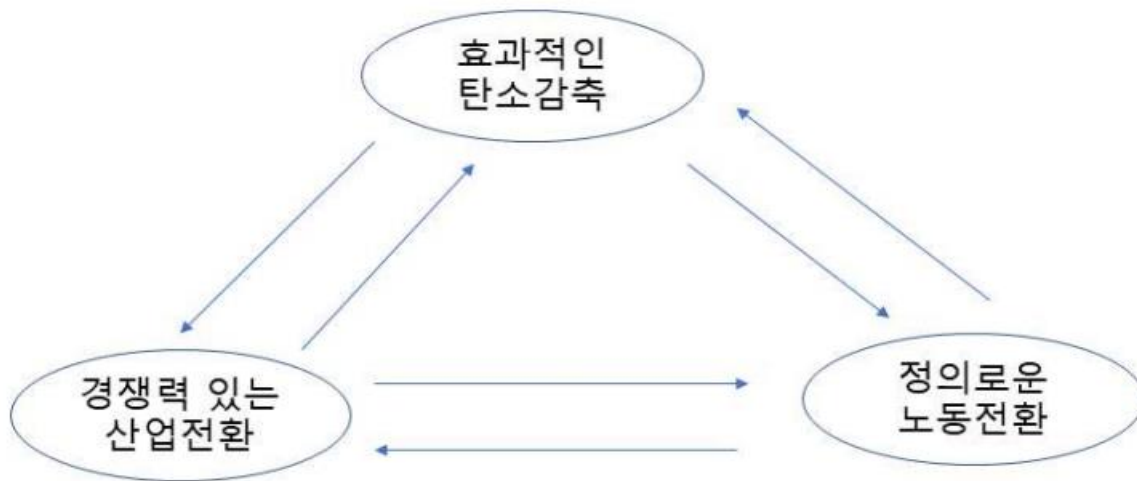 효과적인
탄소감축
경쟁력 있는
산업전환
정의로운
노동전환